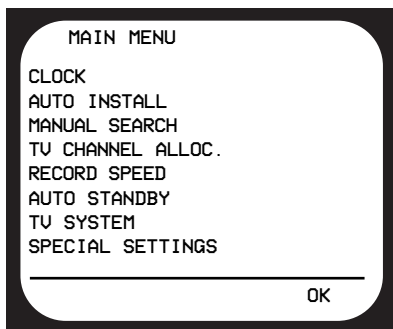 MAIN MENU
CLOCK
AUTO INSTALL
MANUAL SEARCH
TV CHANNEL ALLOC.
RECORD SPEED
AUTO STANDBY
TV SYSTEM
SPECIAL SETTINGS
OK